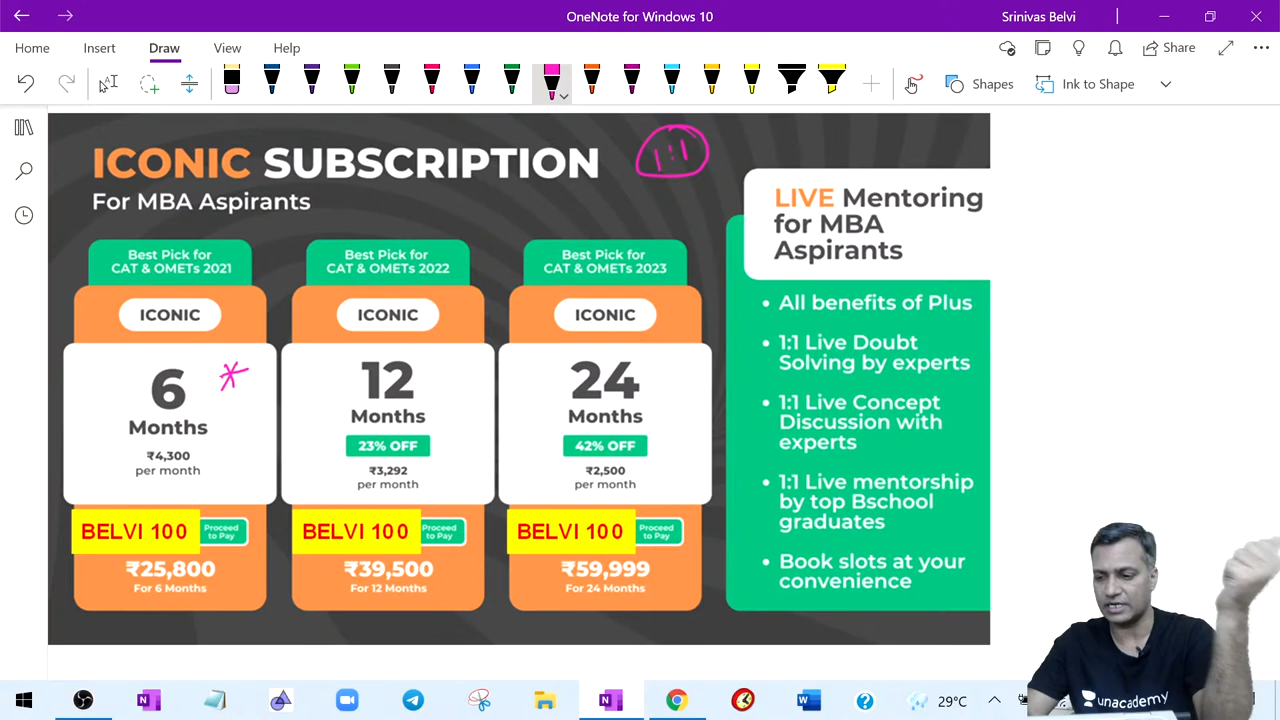 OneNote for Windows 10
Srinivas Belvi
Home
Insert
Draw
View
Help
Share
Shapes
Ink to Shape
ICONIC SUBSCRIPTION
For MBA Aspirants
1:1
Best Pick for
CAT & OMETs 2021
ICONIC
6
Months
₹4,300
per month
BELVI 100
Proceed
to Pay
₹25,800
For 6 Months
Best Pick for
CAT & OMETs 2022
ICONIC
12
Months
23% OFF
₹3,292
per month
BELVI 100
Proceed
to Pay
₹39,500
For 12 Months
Best Pick for
CAT & OMETs 2023
ICONIC
24
Months
42% OFF
₹2,500
per month
BELVI 100
Proceed
to Pay
₹59,999
For 24 Months
LIVE Mentoring
for MBA
Aspirants
• All benefits of Plus
• 1:1 Live Doubt
Solving by experts
• 1:1 Live Concept
Discussion with
experts
• 1:1 Live mentorship
by top Bschool
graduates
• Book slots at your
convenience
unacademy
29°C